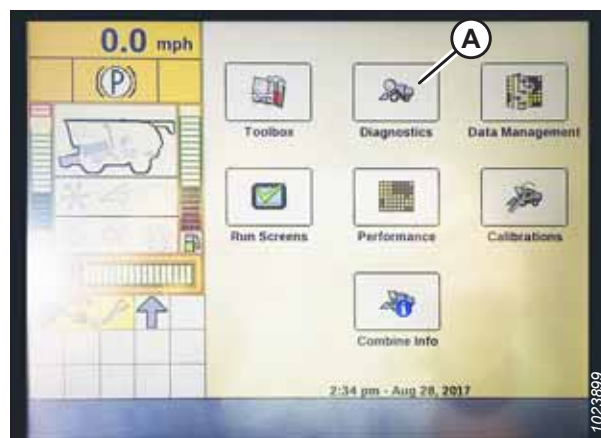 0.0 mph
A
(P)
Toolbox
Diagnostics
Data Management
Run Screens
Performance
Calibrations
Combine Info
2:34 pm - Aug 28, 2017
1023899